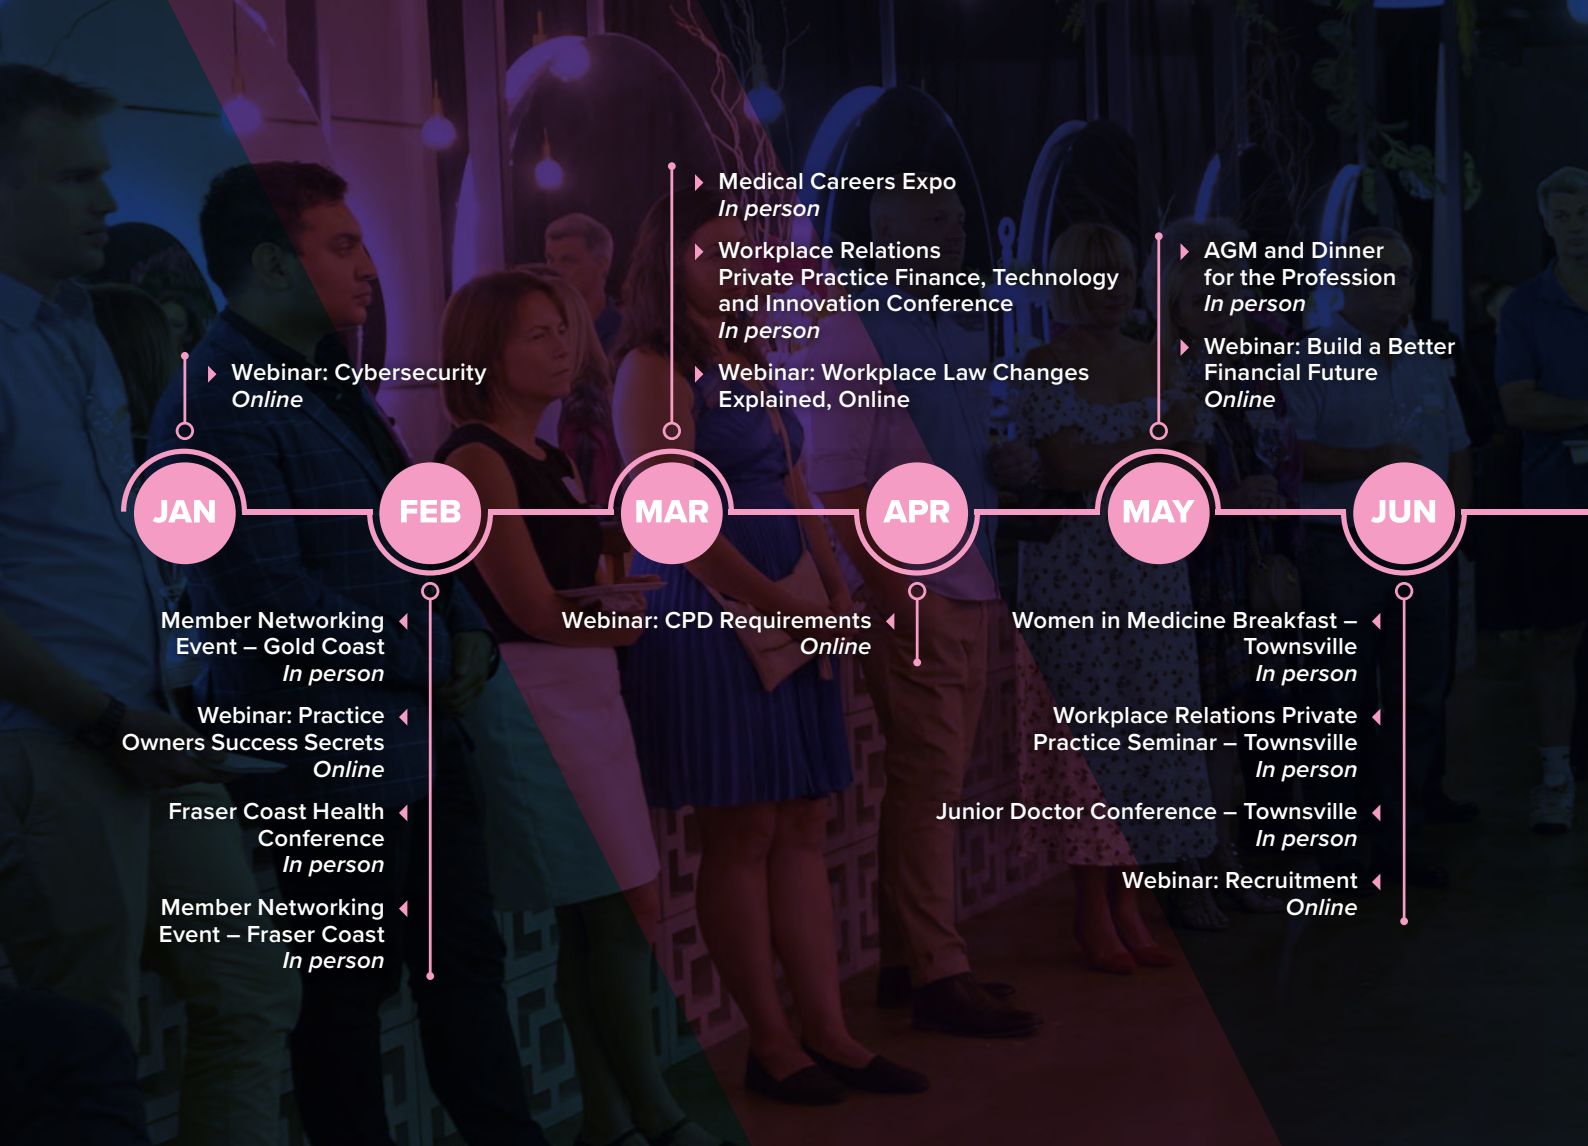 Medical Careers Expo
In person
Workplace Relations
Private Practice Finance, Technology
and Innovation Conference
In person
Webinar: Workplace Law Changes
Explained, Online
AGM and Dinner
for the Profession
In person
Webinar: Build a Better
Financial Future
Online
Webinar: Cybersecurity
Online
JAN
FEB
MAR
APR
MAY
JUN
Member Networking
Event – Gold Coast
In person
Webinar: Practice
Owners Success Secrets
Online
Fraser Coast Health
Conference
In person
Member Networking
Event – Fraser Coast
In person
Webinar: CPD Requirements
Online
Women in Medicine Breakfast –
Townsville
In person
Workplace Relations Private
Practice Seminar – Townsville
In person
Junior Doctor Conference – Townsville
In person
Webinar: Recruitment
Online